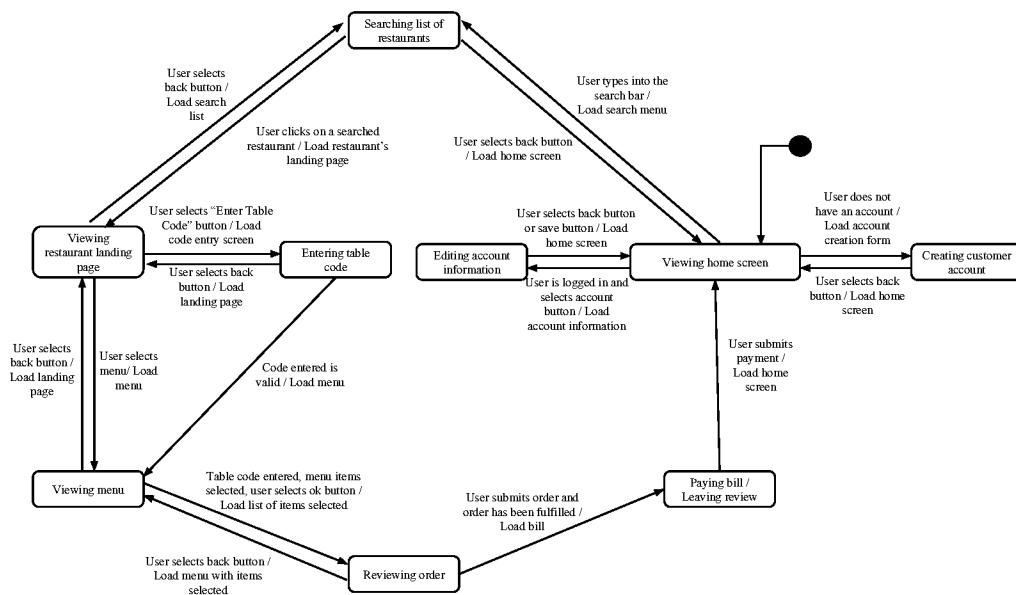 Searching list of
restaurants
User selects
back button /
Load search
list
User types into the
search bar /
Load search menu
User clicks on a searched
restaurant / Load restaurant's
landing page
User selects back button
/ Load home screen
User selects “Enter Table
Code” button / Load
code entry screen
User selects back button
or save button / Load
home screen
User does not
have an account /
Load account
creation form
Viewing
restaurant landing
page
Entering table
code
Editing account
information
Viewing home screen
Creating customer
account
User selects back
button / Load
landing page
User is logged in and
selects account
button / Load
account information
User selects back
button / Load home
screen
User selects
back button /
Load landing
page
User selects
menu/ Load
menu
Code entered is
valid / Load menu
User submits
payment /
Load home
screen
Viewing menu
Table code entered, menu items
selected, user selects ok button /
Load list of items selected
User submits order and
order has been fulfilled /
Load bill
Paying bill /
Leaving review
User selects back button /
Load menu with items
selected
Reviewing order